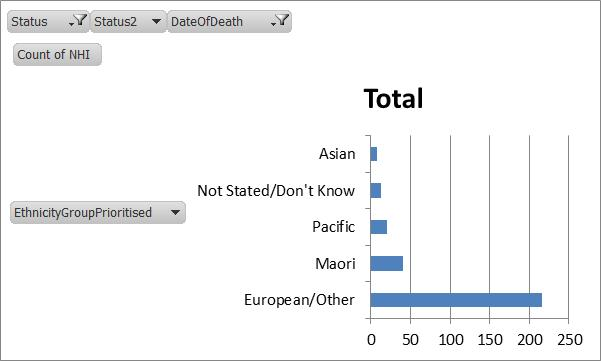 Status Status2 DateOfDeath
Count of NHI
Total
Asian
Not Stated/Don't Know
Pacific
EthnicityGroupPrioritised
Maori
European/Other
0 50 100 150 200 250